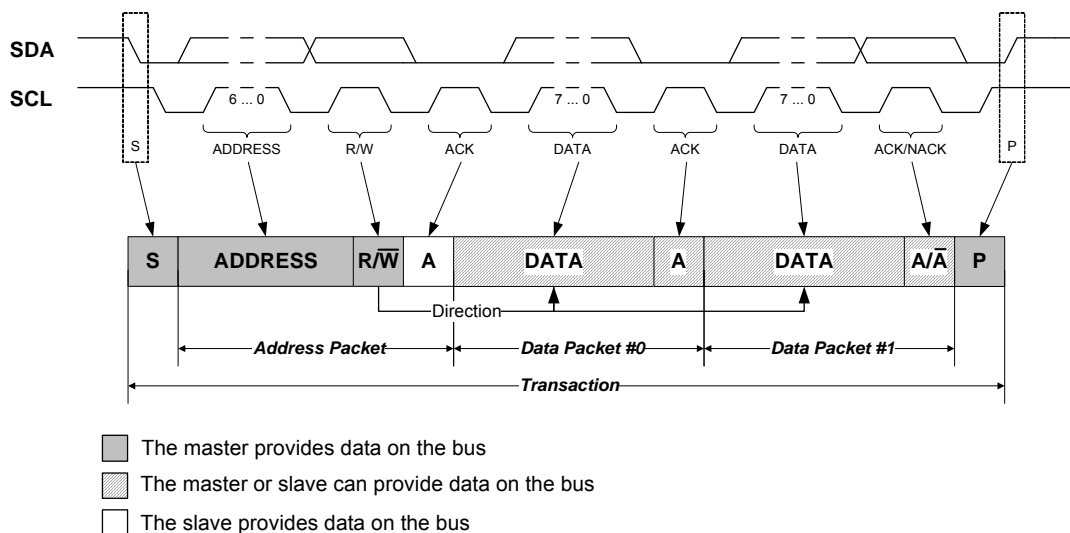 SDA
SCL
6 ... 0
7 ... 0
7 ... 0
S
ADDRESS
R/W
ACK
DATA
ACK
DATA
ACK/NACK
P
S
ADDRESS
R/W̅
A
DATA
A
DATA
A/A̅
P
Direction
Address Packet
Data Packet #0
Data Packet #1
Transaction
The master provides data on the bus
The master or slave can provide data on the bus
The slave provides data on the bus